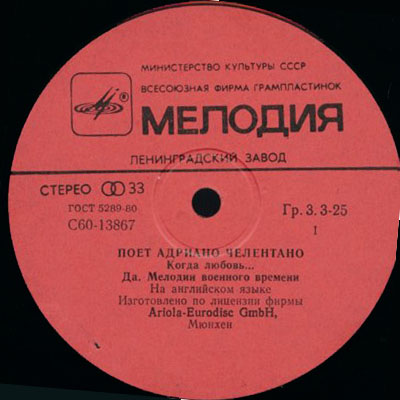 МИНИСТЕРСТВО КУЛЬТУРЫ СССР
ВСЕСОЮЗНАЯ ФИРМА ГРАМПЛАСТИНОК
МЕЛОДИЯ
ЛЕНИНГРАДСКИЙ ЗАВОД
СТЕРЕО 33
ГОСТ 5289-80
С60-13867
Гр. 3. 3-25
I
ПОЕТ АДРИАНО ЧЕЛЕНТАНО
Когда любовь...
Да. Мелодии военного времени
На английском языке
Изготовлено по лицензии фирмы
Ariola-Eurodisc GmbH,
Мюнхен